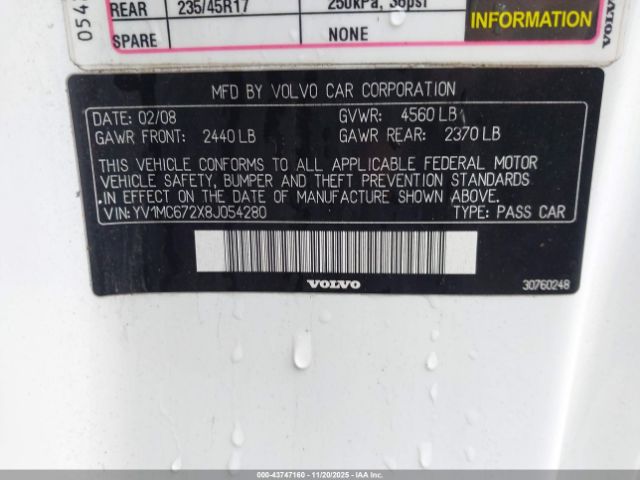 REAR 235/45R17 250kPa, 36psi
SPARE NONE
INFORMATION
VOLVO
MFD BY VOLVO CAR CORPORATION
DATE: 02/08 GVWR: 4560 LB
GAWR FRONT: 2440 LB GAWR REAR: 2370 LB
THIS VEHICLE CONFORMS TO ALL APPLICABLE FEDERAL MOTOR
VEHICLE SAFETY, BUMPER AND THEFT PREVENTION STANDARDS
IN EFFECT ON THE DATE OF MANUFACTURE SHOWN ABOVE.
VIN: YV1MC672X8J054280 TYPE: PASS CAR
VOLVO 30760248
000-43747160 - 11/20/2025 - IAA Inc.